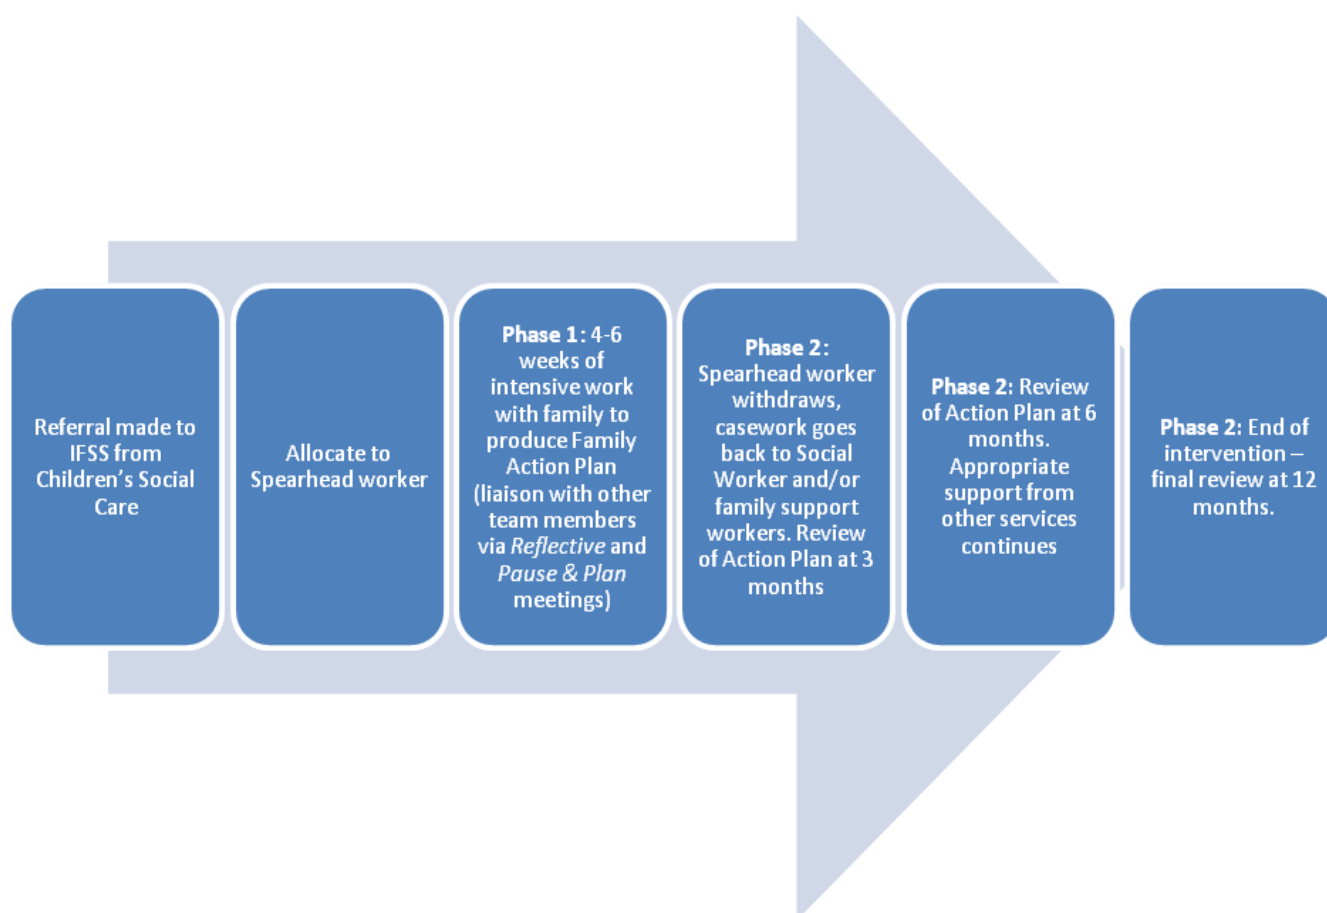 Referral made to
IFSS from
Children’s Social
Care
Allocate to
Spearhead worker
Phase 1: 4-6
weeks of
intensive work
with family to
produce Family
Action Plan
(liaison with other
team members
via Reflective and
Pause & Plan
meetings)
Phase 2:
Spearhead worker
withdraws,
casework goes
back to Social
Worker and/or
family support
workers. Review
of Action Plan at 3
months
Phase 2: Review
of Action Plan at 6
months.
Appropriate
support from
other services
continues
Phase 2: End of
intervention –
final review at 12
months.